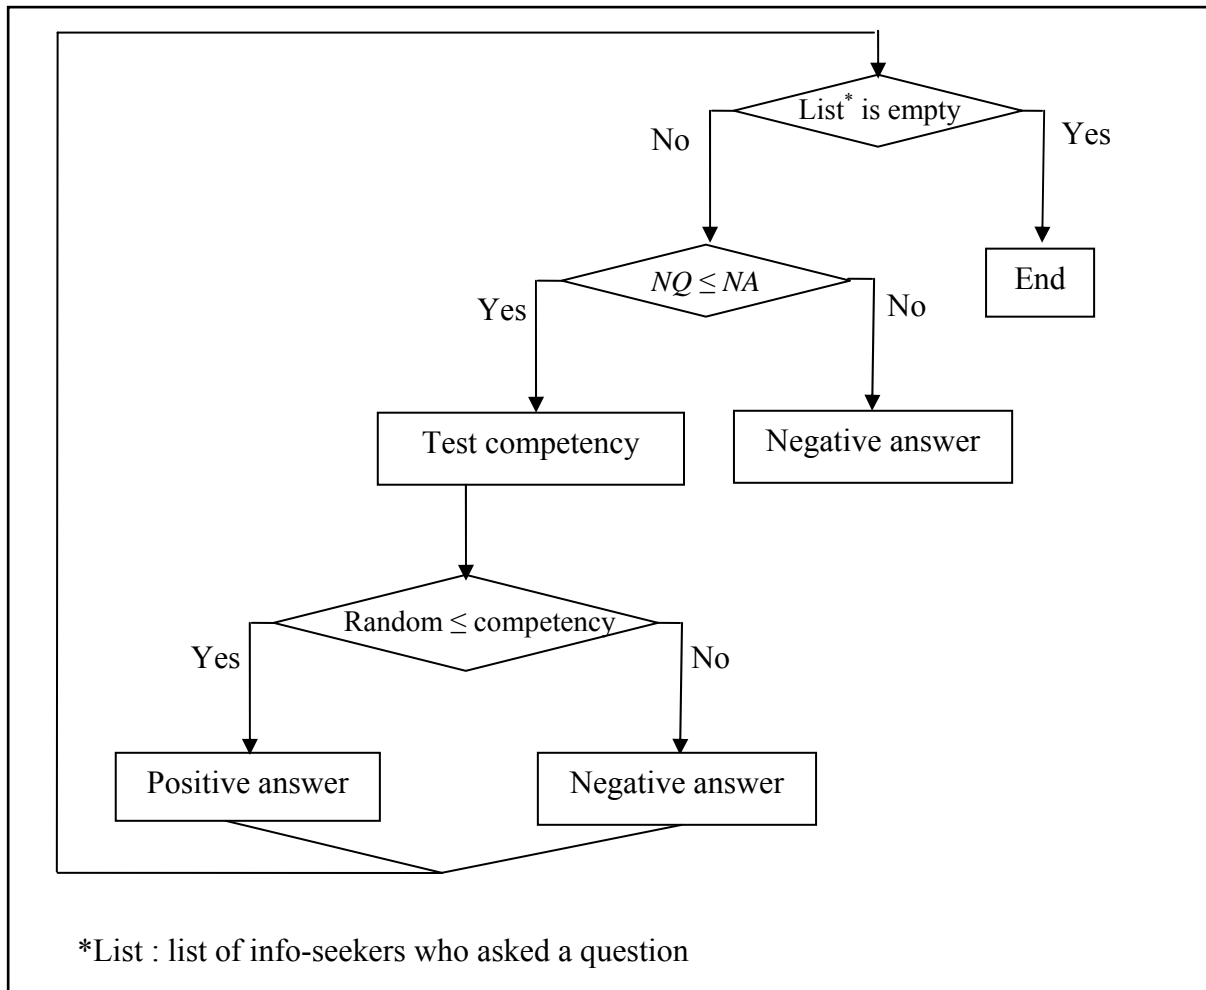 List* is empty
No
Yes
NQ ≤ NA
End
Yes
No
Test competency
Negative answer
Random ≤ competency
Yes
No
Positive answer
Negative answer
*List : list of info-seekers who asked a question